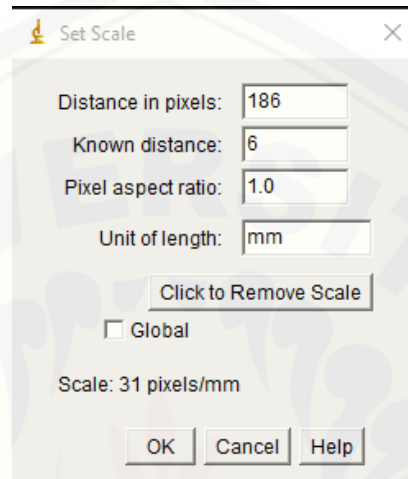 Set Scale
Distance in pixels: 186
Known distance: 6
Pixel aspect ratio: 1.0
Unit of length: mm
Click to Remove Scale
Global
Scale: 31 pixels/mm
OK Cancel Help